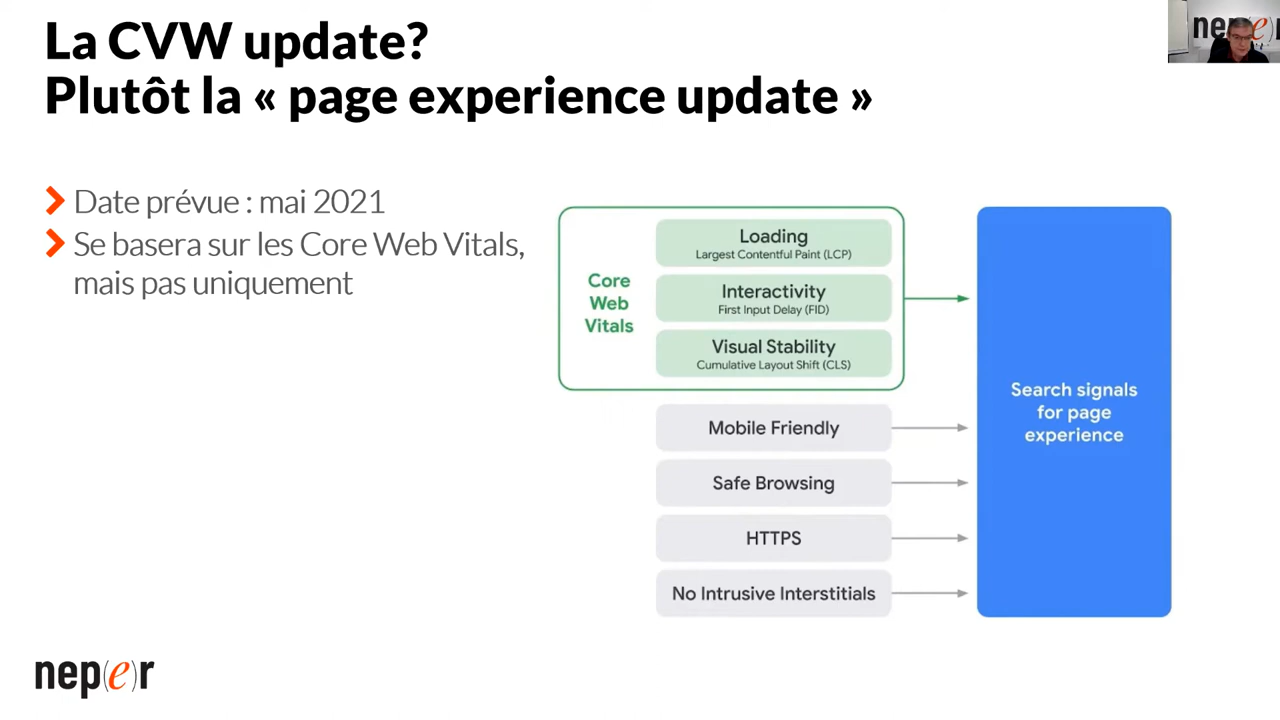 La CVW update?
Plutôt la « page experience update »
Date prévue : mai 2021
Se basera sur les Core Web Vitals,
mais pas uniquement
Core
Web
Vitals
Loading
Largest Contentful Paint (LCP)
Interactivity
First Input Delay (FID)
Visual Stability
Cumulative Layout Shift (CLS)
Mobile Friendly
Safe Browsing
HTTPS
No Intrusive Interstitials
Search signals
for page
experience
nep(e)r